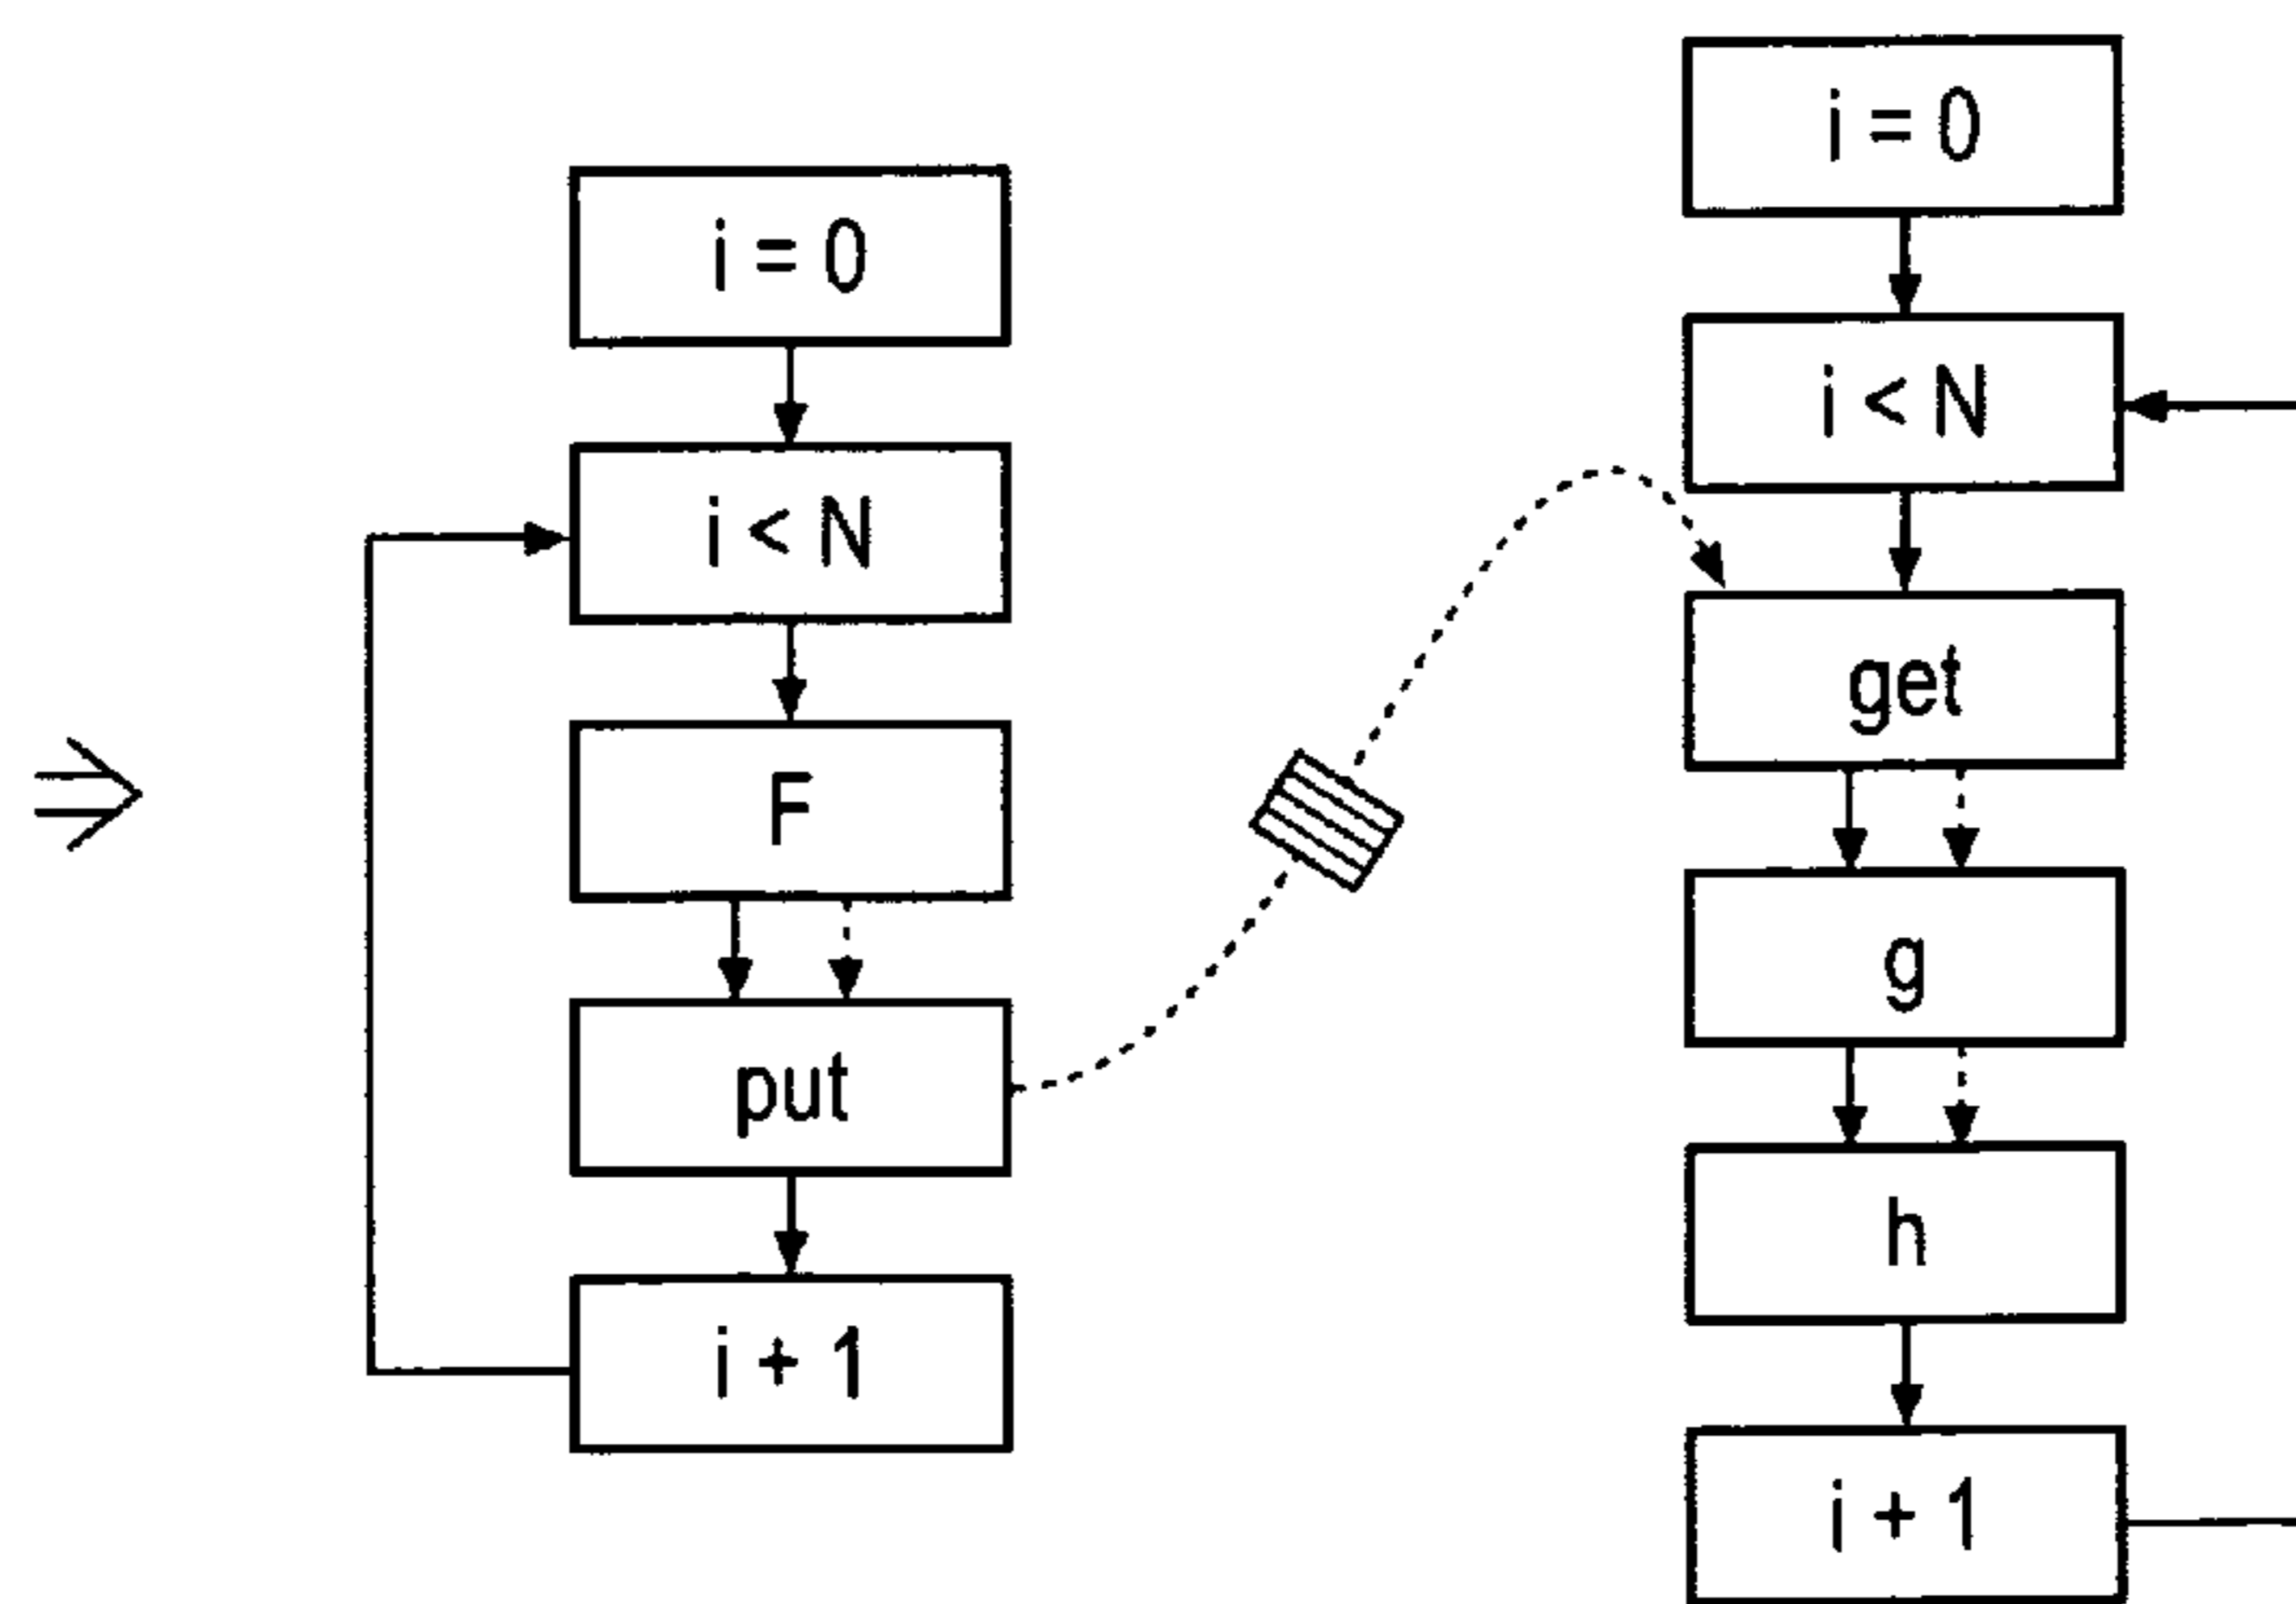 i = 0
i < N
F
put
i + 1
i = 0
i < N
get
g
h
i + 1